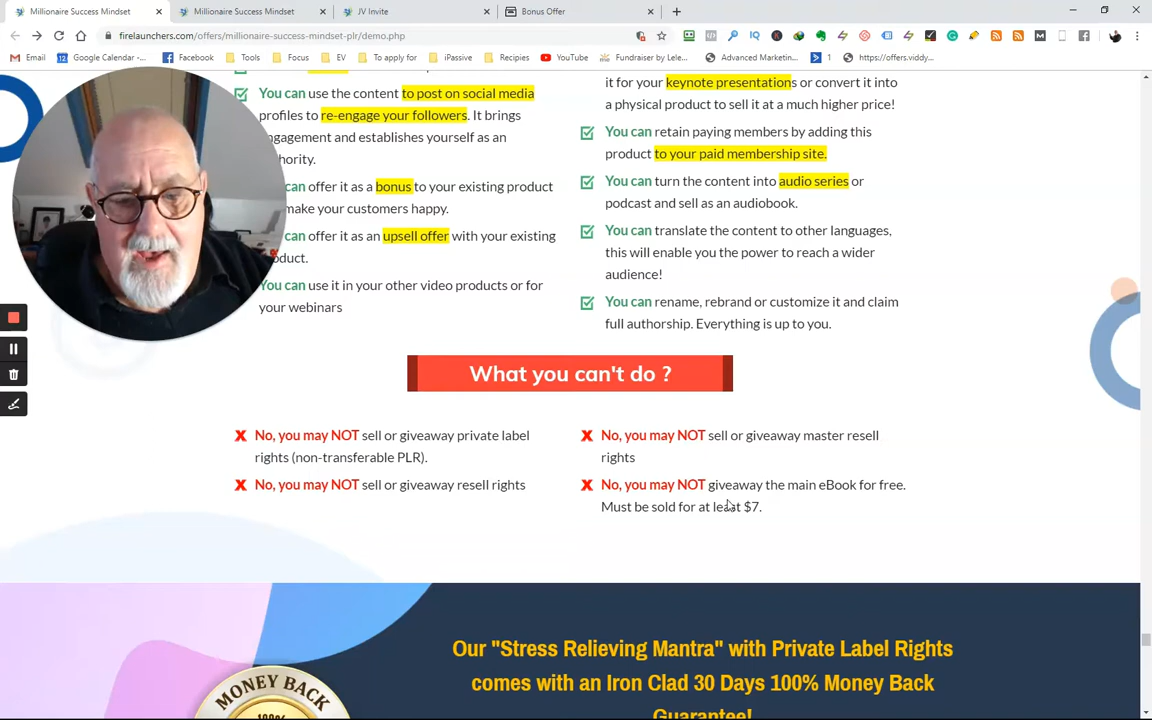 Millionaire Success Mindset
Millionaire Success Mindset
JV Invite
Bonus Offer
firelaunchers.com/offers/millionaire-success-mindset-plr/demo.php
Email
Google Calendar -...
Facebook
Tools
Focus
EV
To apply for
iPassive
Recipies
YouTube
Fundraiser by Lele...
Advanced Marketin...
1
https://offers.viddy...
You can use the content to post on social media
profiles to re-engage your followers. It brings
engagement and establishes yourself as an
can offer it as a bonus to your existing product
make your customers happy.
can offer it as an upsell offer with your existing
You can use it in your other video products or for
your webinars
it for your keynote presentations or convert it into
a physical product to sell it at a much higher price!
You can retain paying members by adding this
product to your paid membership site.
You can turn the content into audio series or
podcast and sell as an audiobook.
You can translate the content to other languages,
this will enable you the power to reach a wider
audience!
You can rename, rebrand or customize it and claim
full authorship. Everything is up to you.
What you can't do ?
No, you may NOT sell or giveaway private label
rights (non-transferable PLR).
No, you may NOT sell or giveaway resell rights
No, you may NOT sell or giveaway master resell
rights
No, you may NOT giveaway the main eBook for free.
Must be sold for at least $7.
Our "Stress Relieving Mantra" with Private Label Rights
comes with an Iron Clad 30 Days 100% Money Back
Guarantee!
MONEY BACK
100%